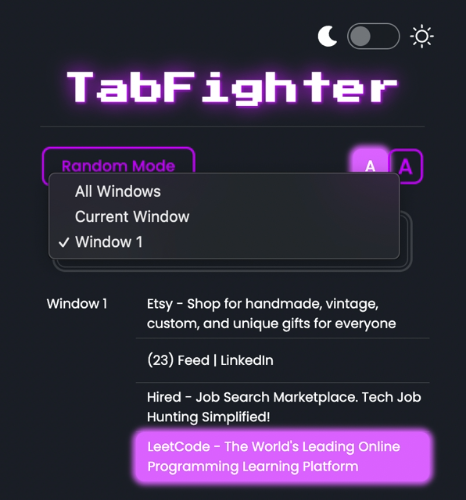 TabFighter
Random Mode
A A
All Windows
Current Window
✓ Window 1
Window 1
Etsy - Shop for handmade, vintage,
custom, and unique gifts for everyone
(23) Feed | LinkedIn
Hired - Job Search Marketplace. Tech Job
Hunting Simplified!
LeetCode - The World's Leading Online
Programming Learning Platform